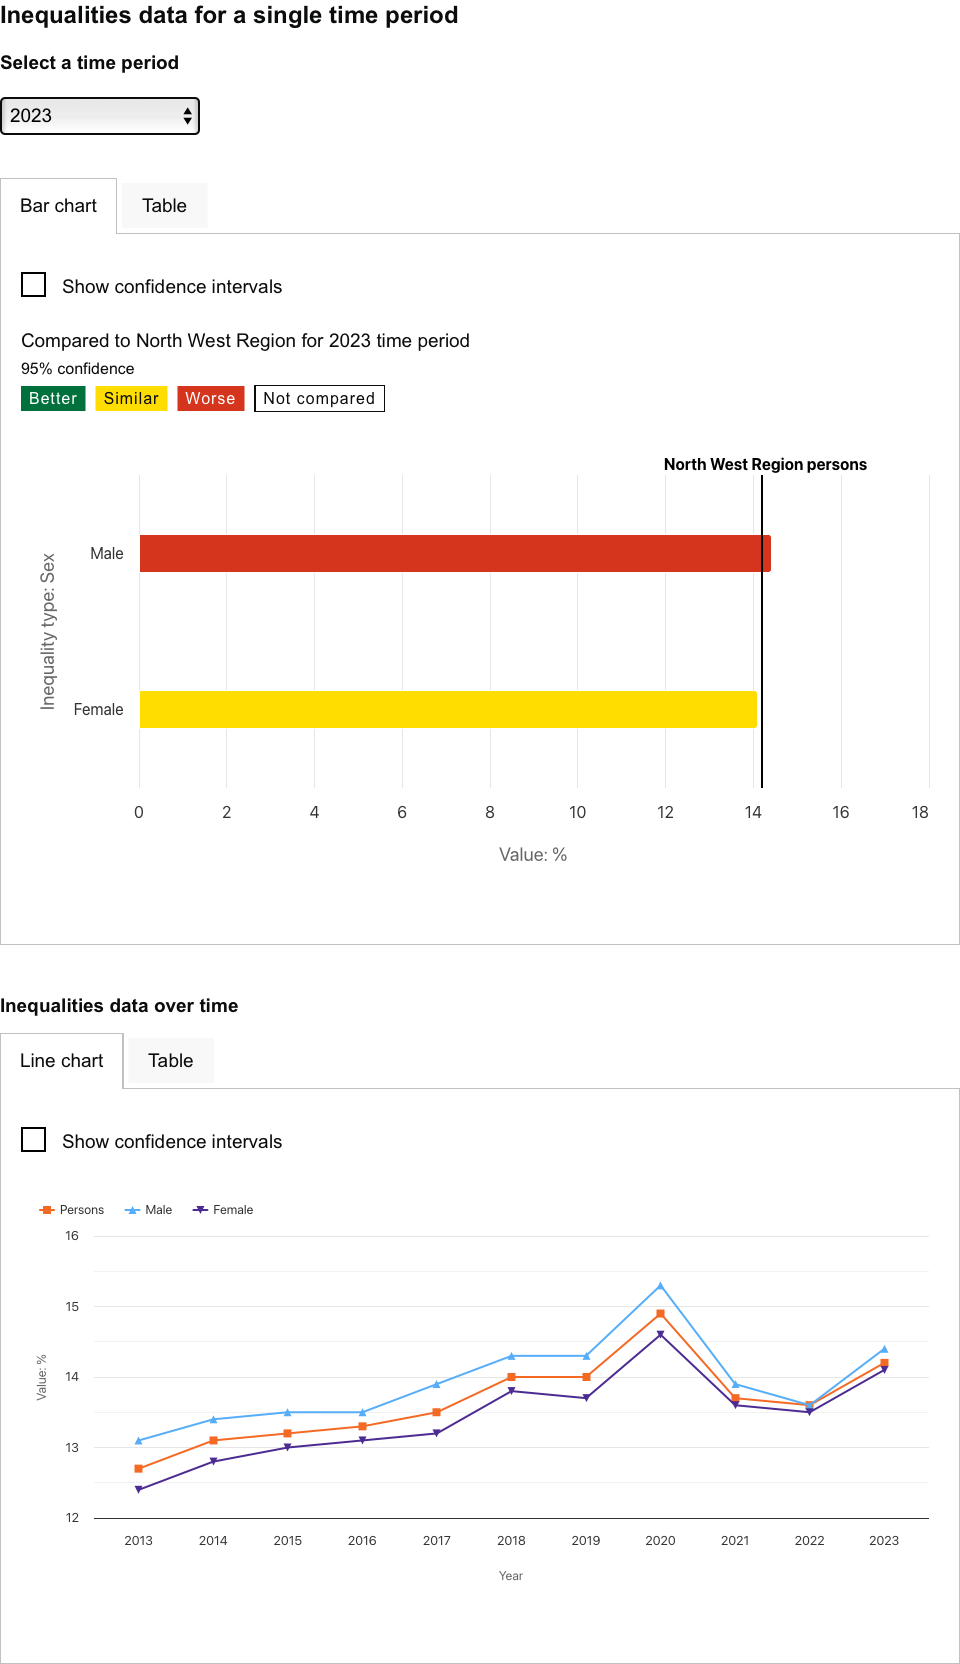 Inequalities data for a single time period
Select a time period
2023
Bar chart Table
Show confidence intervals
Compared to North West Region for 2023 time period
95% confidence
Better Similar Worse Not compared
North West Region persons
Inequality type: Sex
Male
Female
0 2 4 6 8 10 12 14 16 18
Value: %
Inequalities data over time
Line chart Table
Show confidence intervals
Persons Male Female
Value: %
16
15
14
13
12
2013 2014 2015 2016 2017 2018 2019 2020 2021 2022 2023
Year